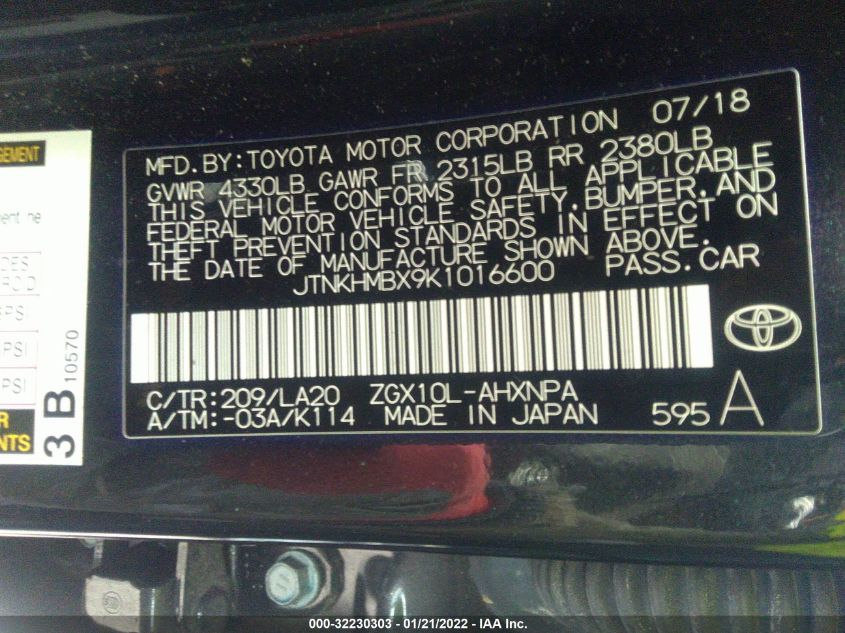 MFD.BY:TOYOTA MOTOR CORPORATION 07/18
GVWR 4330LB GAWR FR 2315LB RR 2380LB
THIS VEHICLE CONFORMS TO ALL APPLICABLE
FEDERAL MOTOR VEHICLE SAFETY,BUMPER,AND
THEFT PREVENTION STANDARDS IN EFFECT ON
THE DATE OF MANUFACTURE SHOWN ABOVE.
JTNKHMBX9K1016600 PASS.CAR
C/TR:209/LA20 ZGX10L-AHXNPA
A/TM:-03A/K114 MADE IN JAPAN 595 A
PSI
PSI
3B 10570
000-32230303 - 01/21/2022 - IAA Inc.